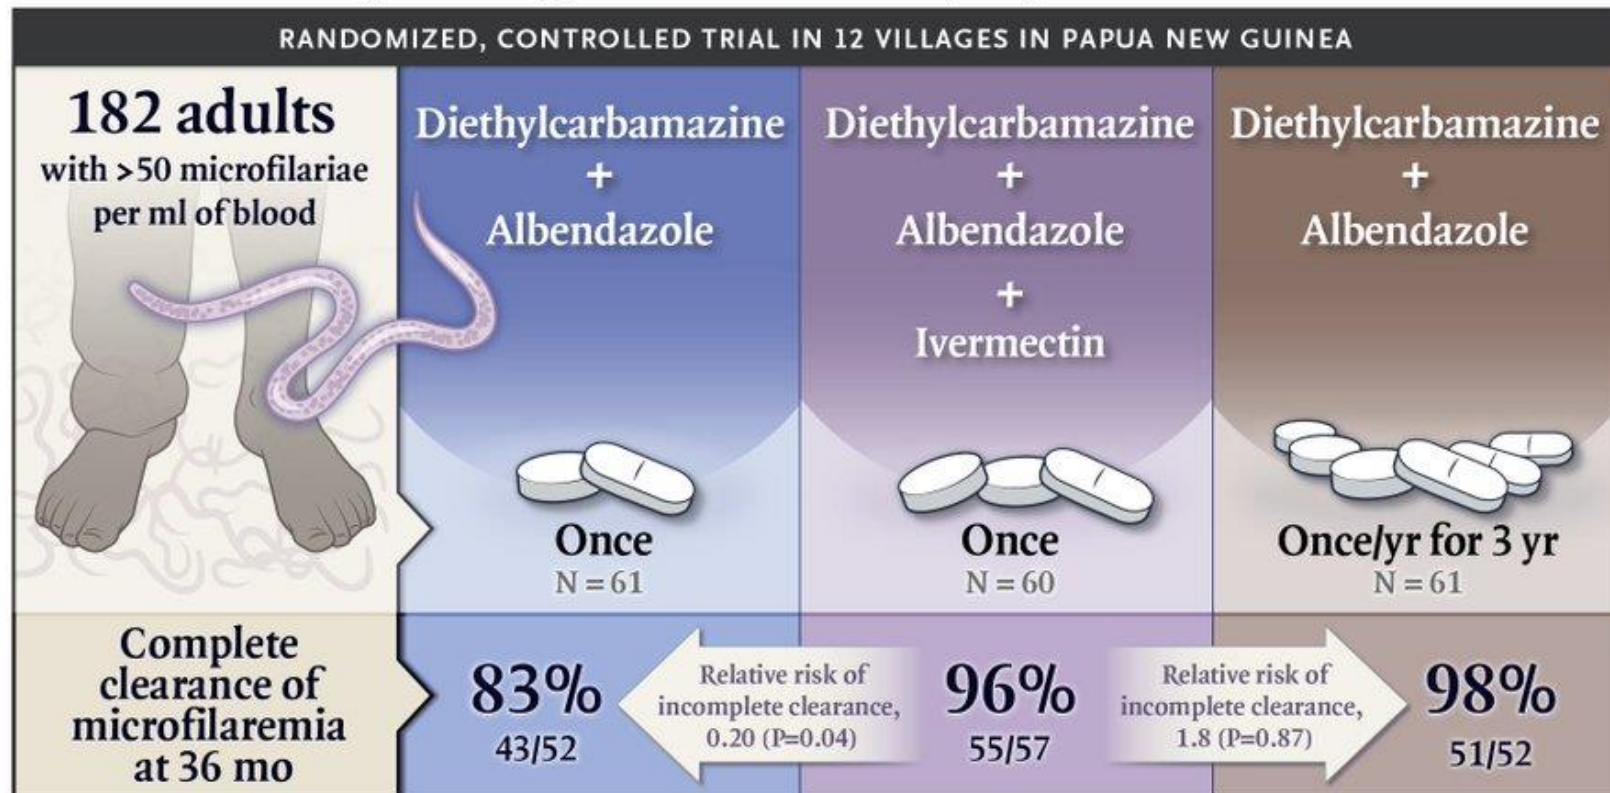 RANDOMIZED, CONTROLLED TRIAL IN 12 VILLAGES IN PAPUA NEW GUINEA
182 adults
with >50 microfilariae
per ml of blood
Diethylcarbamazine
+
Albendazole
Once
N = 61
Diethylcarbamazine
+
Albendazole
+
Ivermectin
Once
N = 60
Diethylcarbamazine
+
Albendazole
Once/yr for 3 yr
N = 61
Complete
clearance of
microfilaremia
at 36 mo
83%
43/52
Relative risk of
incomplete clearance,
0.20 (P=0.04)
96%
55/57
Relative risk of
incomplete clearance,
1.8 (P=0.87)
98%
51/52